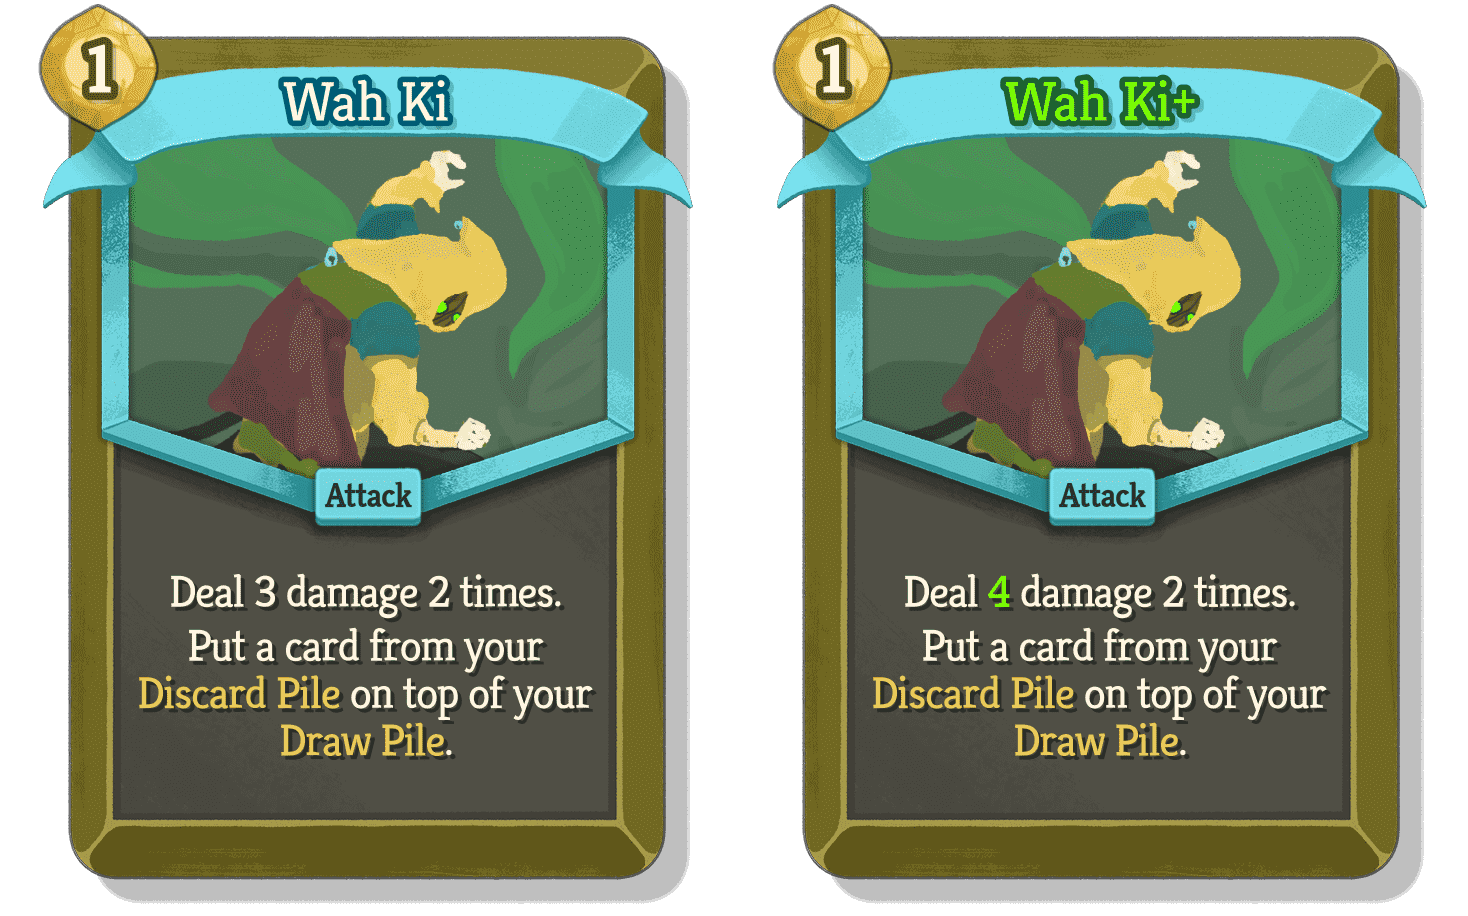 1
Wah Ki
Attack
Deal 3 damage 2 times.
Put a card from your
Discard Pile on top of your
Draw Pile.
1
Wah Ki+
Attack
Deal 4 damage 2 times.
Put a card from your
Discard Pile on top of your
Draw Pile.